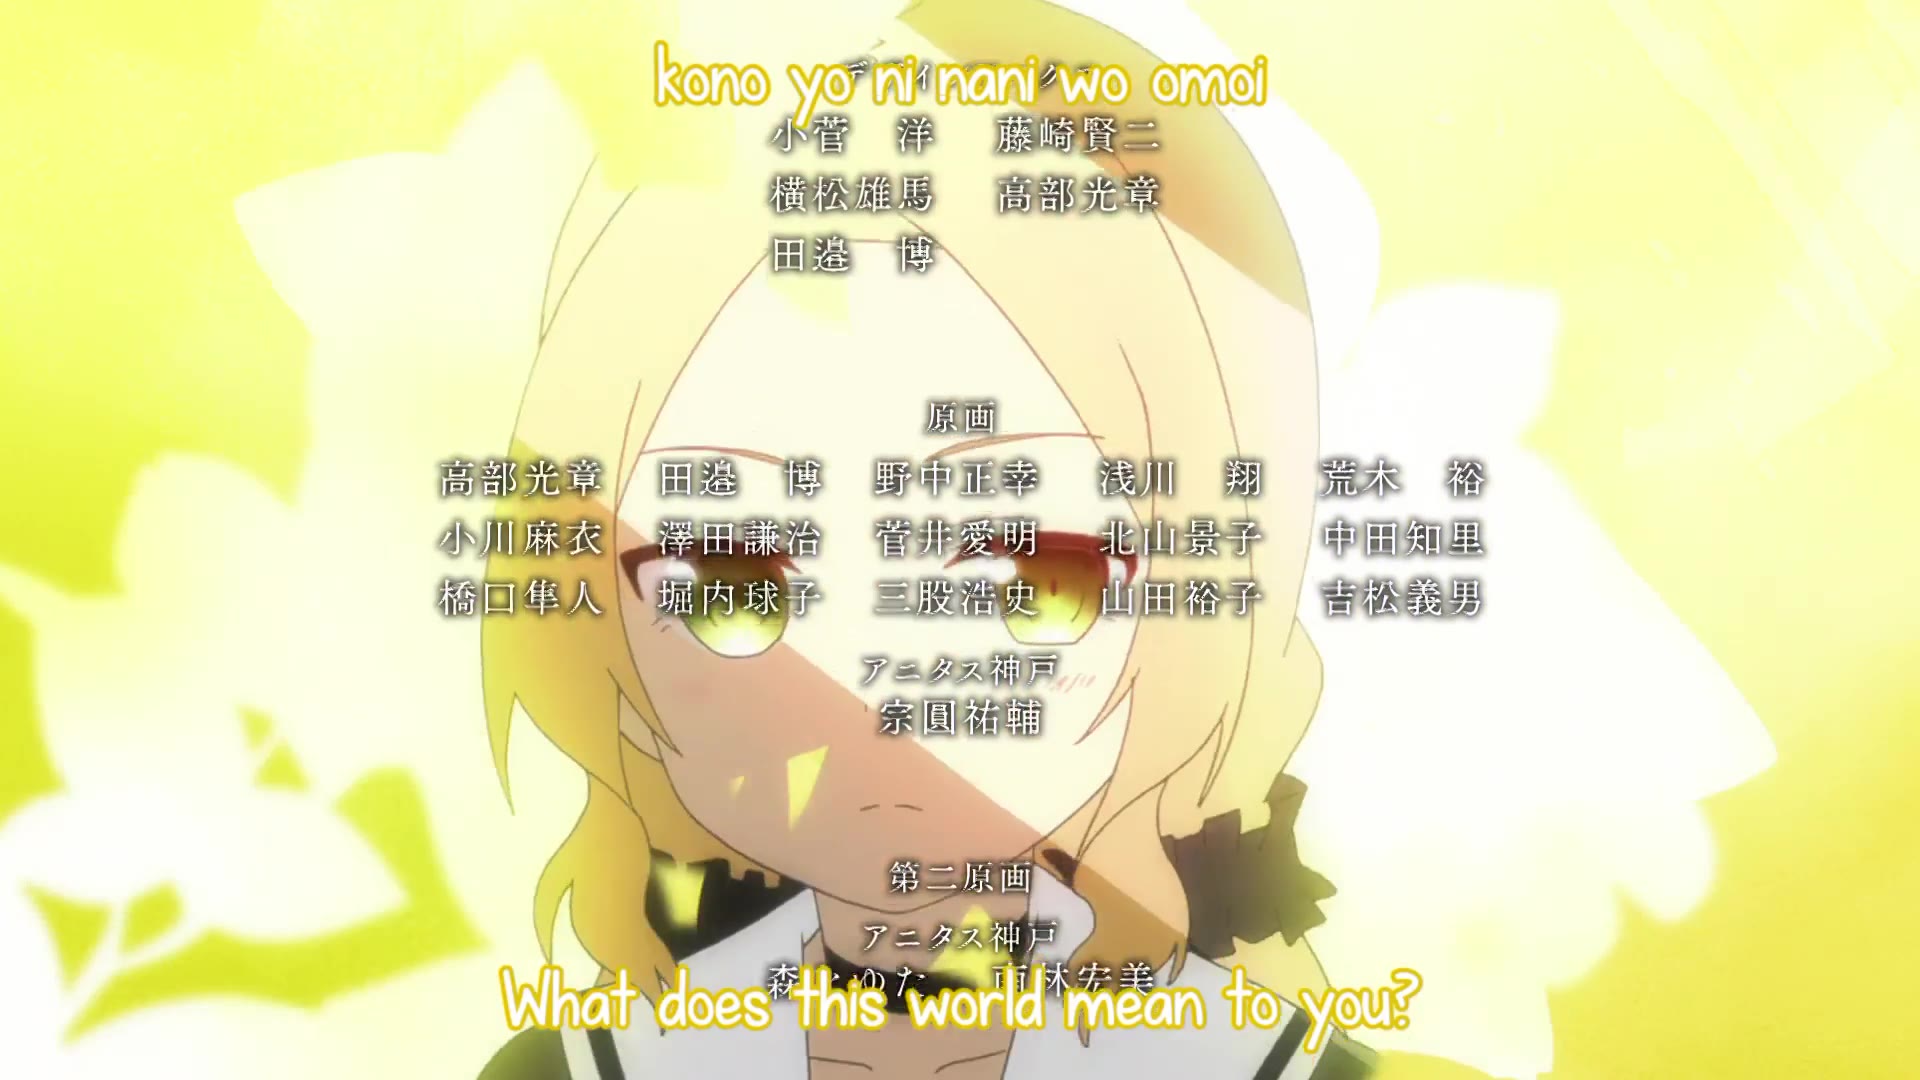 kono yo ni nani wo omoi
小菅　洋　藤崎賢二
横松雄馬　高部光章
田邉　博
原画
高部光章　田邉　博　野中正幸　浅川　翔　荒木　裕
小川麻衣　澤田謙治　菅井愛明　北山景子　中田知里
橋口隼人　堀内球子　三股浩史　山田裕子　吉松義男
アニタス神戸
宗圓祐輔
第二原画
アニタス神戸
What does this world mean to you?